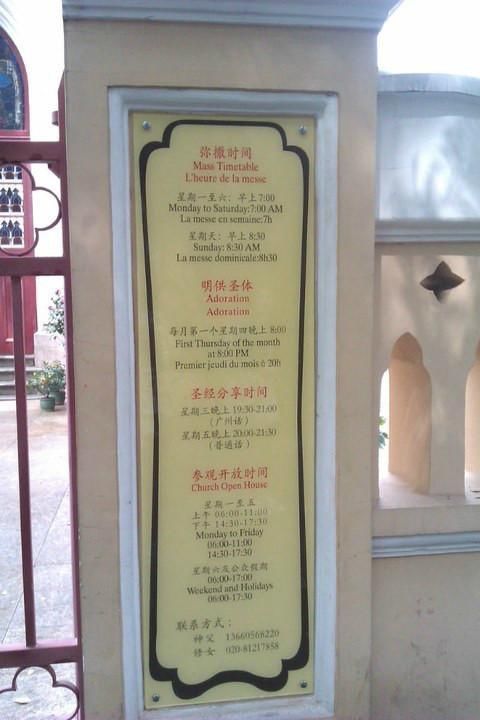 弥撒时间
Mass Timetable
L'heure de la messe
星期一至六：早上 7:00
Monday to Saturday:7:00 AM
La messe en semaine:7h
星期天：早上 8:30
Sunday: 8:30 AM
La messe dominicale:8h30
明供圣体
Adoration
Adoration
每月第一个星期四晚上 8:00
First Thursday of the month
at 8:00 PM
Premier jeudi du mois à 20h
圣经分享时间
星期三晚上 19:30-21:00
（广州话）
星期五晚上 20:00-21:30
（普通话）
参观开放时间
Church Open House
星期一至五
上午 06:00-11:00
下午 14:30-17:30
Monday to Friday
06:00-11:00
14:30-17:30
星期六及公众假期
06:00-17:00
Weekend and Holidays
06:00-17:30
联系方式：
神父 13660568220
修女 020-81217858